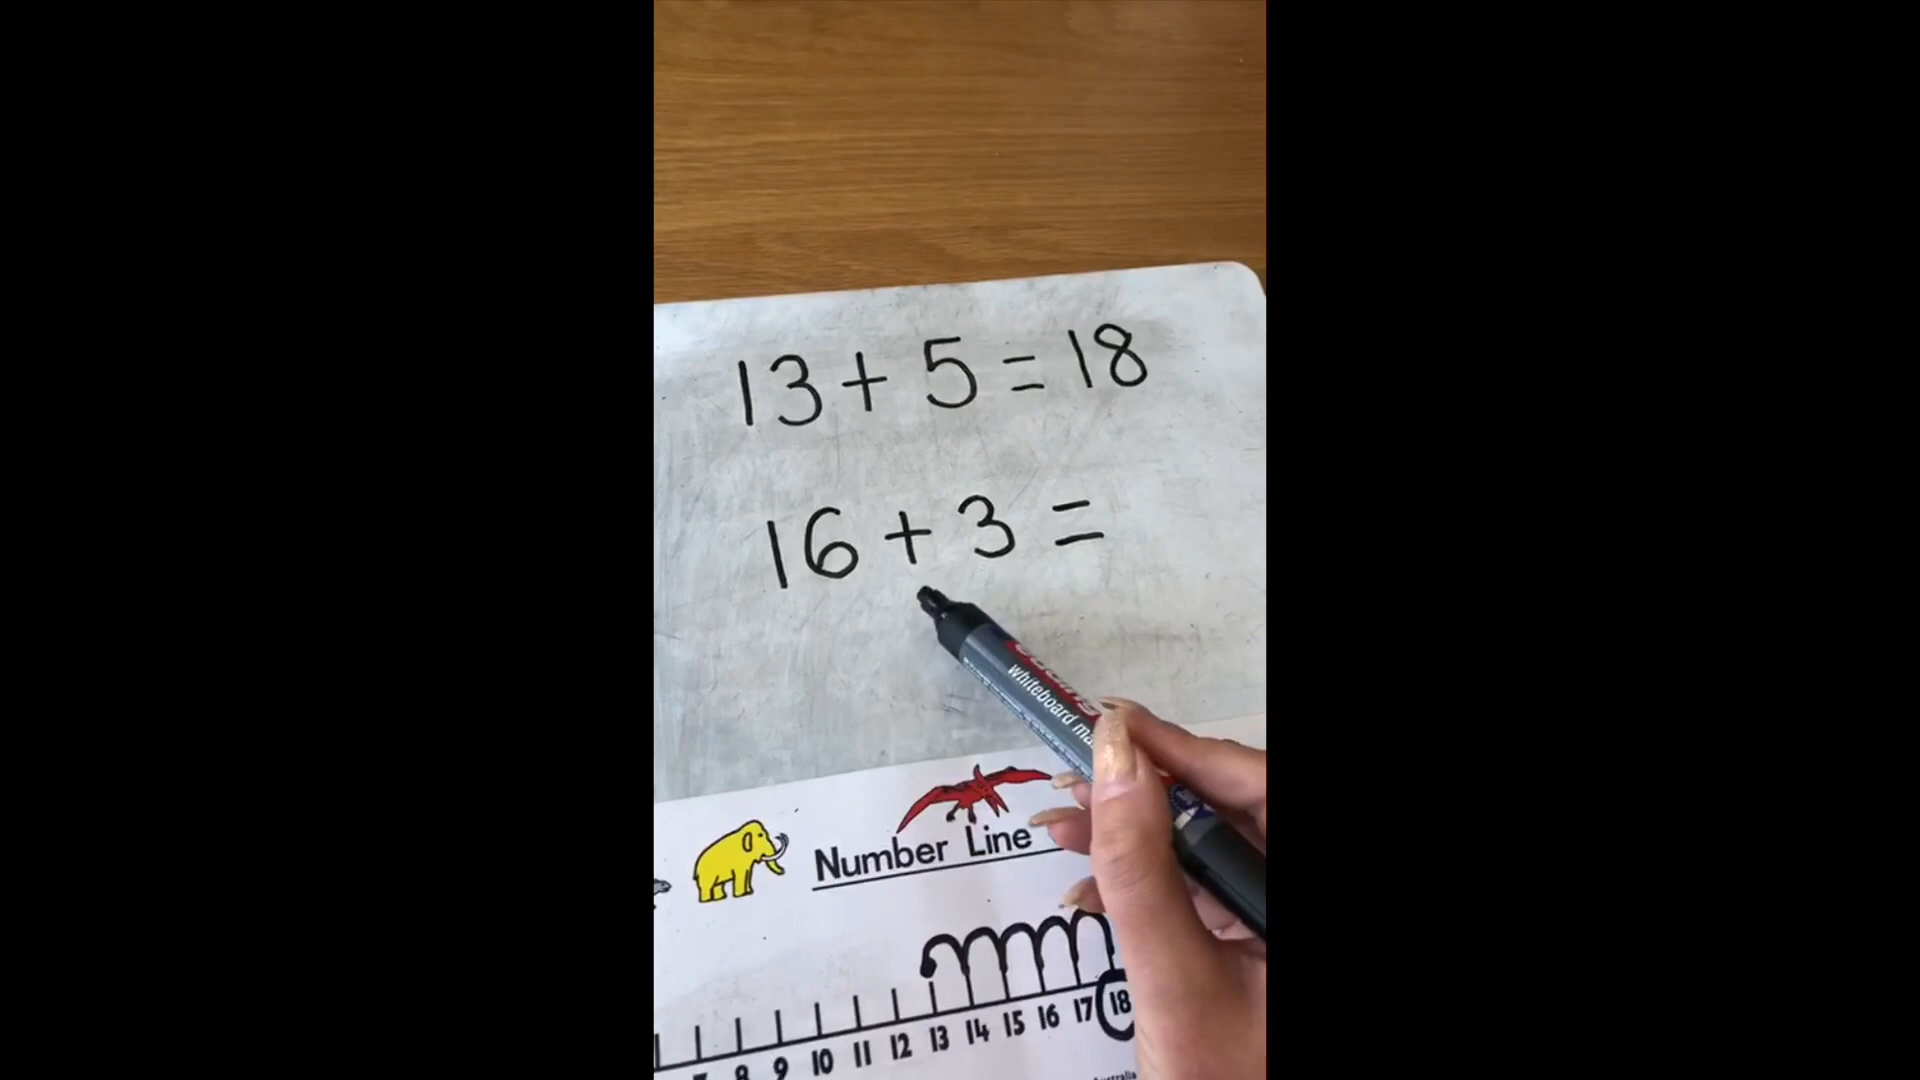 13 + 5 = 18
16 + 3 =
whiteboard
Number Line
8 9 10 11 12 13 14 15 16 17 18